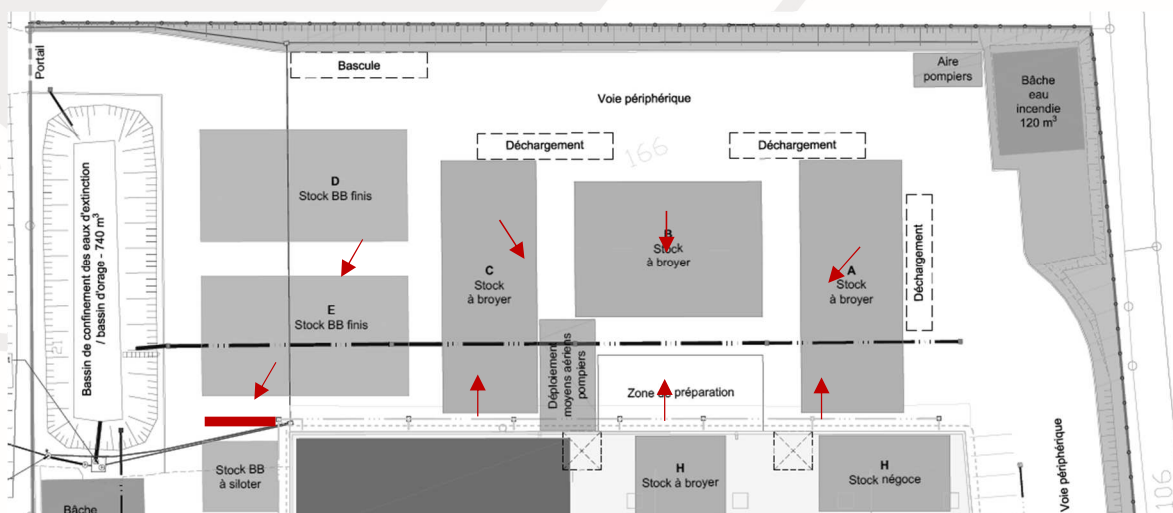 Portail
Bascule
Voie périphérique
Aire
pompiers
Bâche
eau
incendie
120 m³
Déchargement
Déchargement
166
Bassin de confinement des eaux d'extinction
/ bassin d'orage - 740 m³
D
Stock BB finis
C
Stock
à broyer
B
Stock
à broyer
A
Stock
à broyer
Déchargement
E
Stock BB finis
Déploiement
moyens aériens
pompiers
Zone de préparation
Stock BB
à siloter
H
Stock à broyer
H
Stock négoce
Voie périphérique
106
Bâche